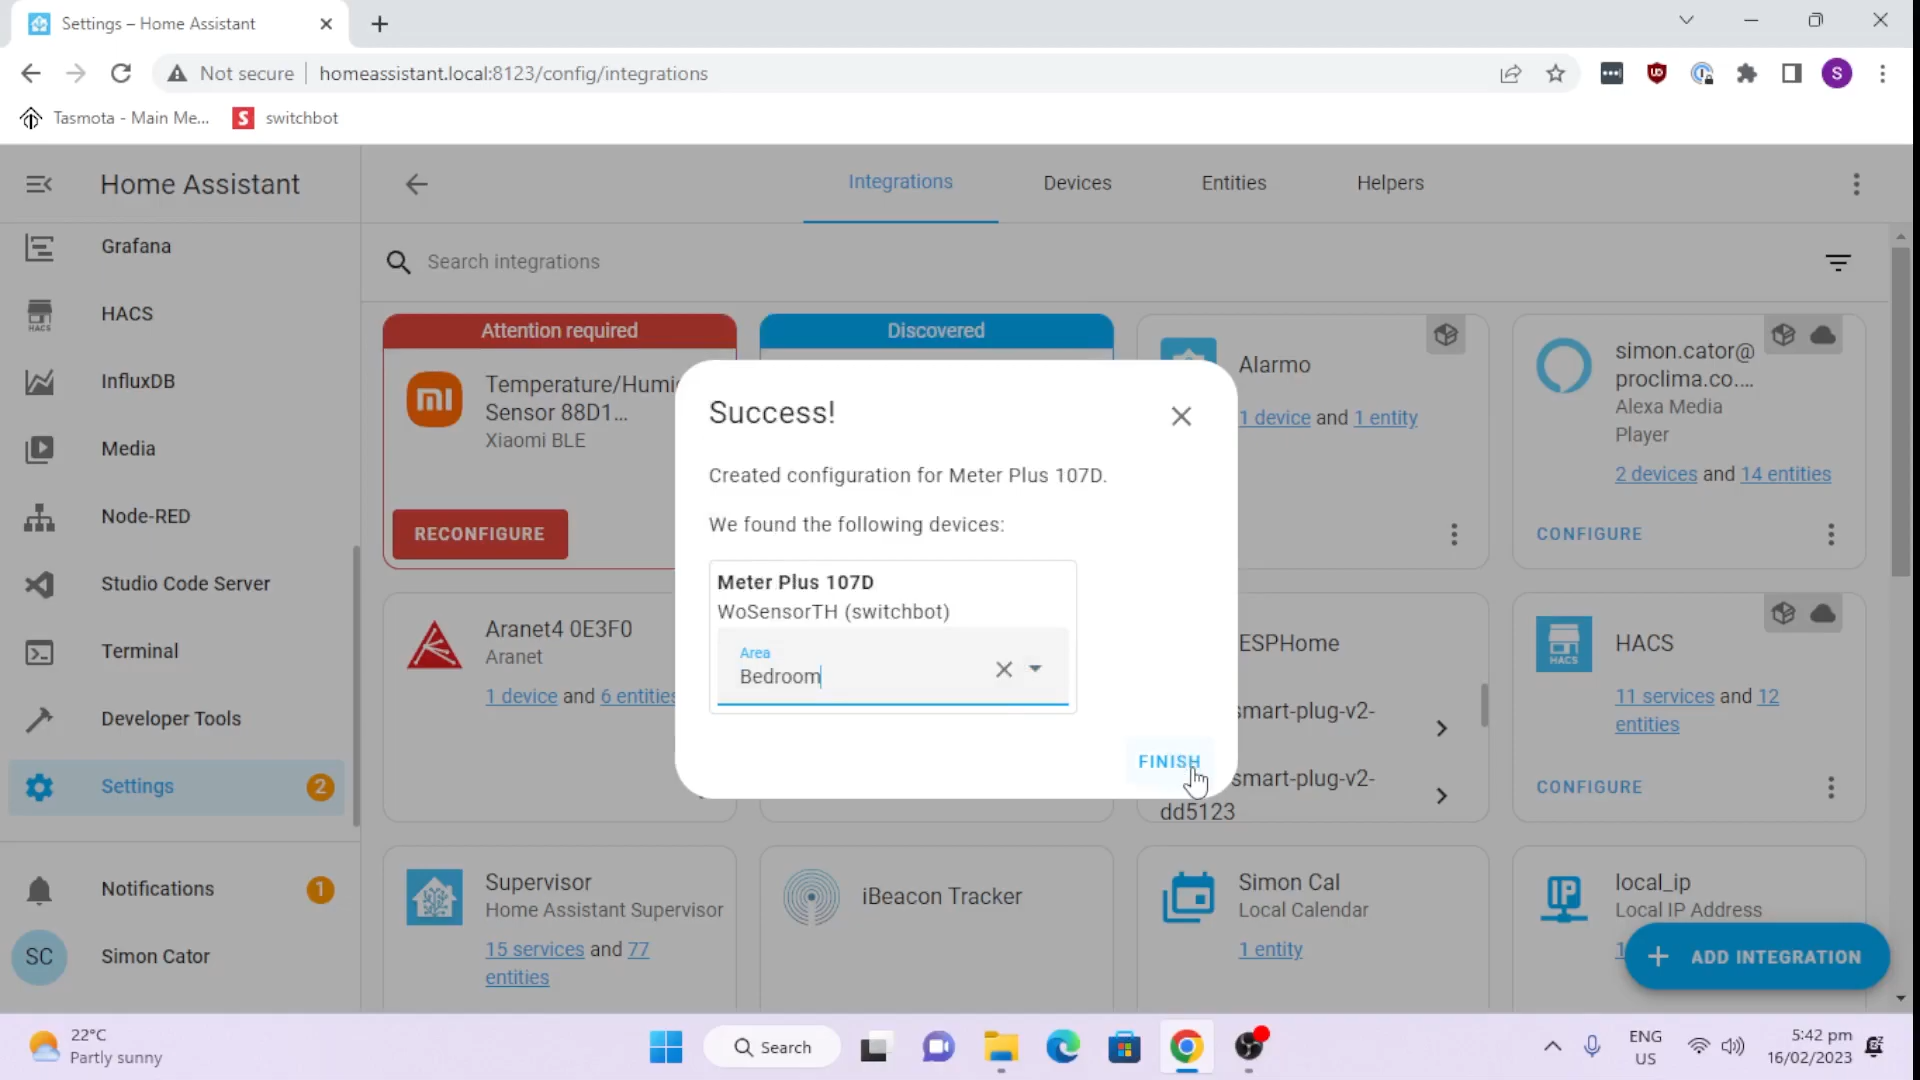 Settings – Home Assistant
Not secure
homeassistant.local:8123/config/integrations
S
Tasmota - Main Me...
S
switchbot
Home Assistant
Integrations
Devices
Entities
Helpers
Grafana
HACS
HACS
InfluxDB
Media
Node-RED
Studio Code Server
Terminal
Developer Tools
Settings
2
Notifications
1
SC
Simon Cator
Search integrations
Attention required
Temperature/Humi
Sensor 88D1...
Xiaomi BLE
RECONFIGURE
Discovered
Alarmo
1 device and 1 entity
simon.cator@
proclima.co....
Alexa Media
Player
2 devices and 14 entities
CONFIGURE
Success!
Created configuration for Meter Plus 107D.
We found the following devices:
Meter Plus 107D
WoSensorTH (switchbot)
Area
Bedroom
FINISH
Aranet4 0E3F0
Aranet
1 device and 6 entities
ESPHome
smart-plug-v2-
smart-plug-v2-
dd5123
HACS
HACS
11 services and 12
entities
CONFIGURE
Supervisor
Home Assistant Supervisor
15 services and 77
entities
iBeacon Tracker
Simon Cal
Local Calendar
1 entity
IP
local_ip
Local IP Address
1
ADD INTEGRATION
22°C
Partly sunny
Search
ENG
US
5:42 pm
16/02/2023